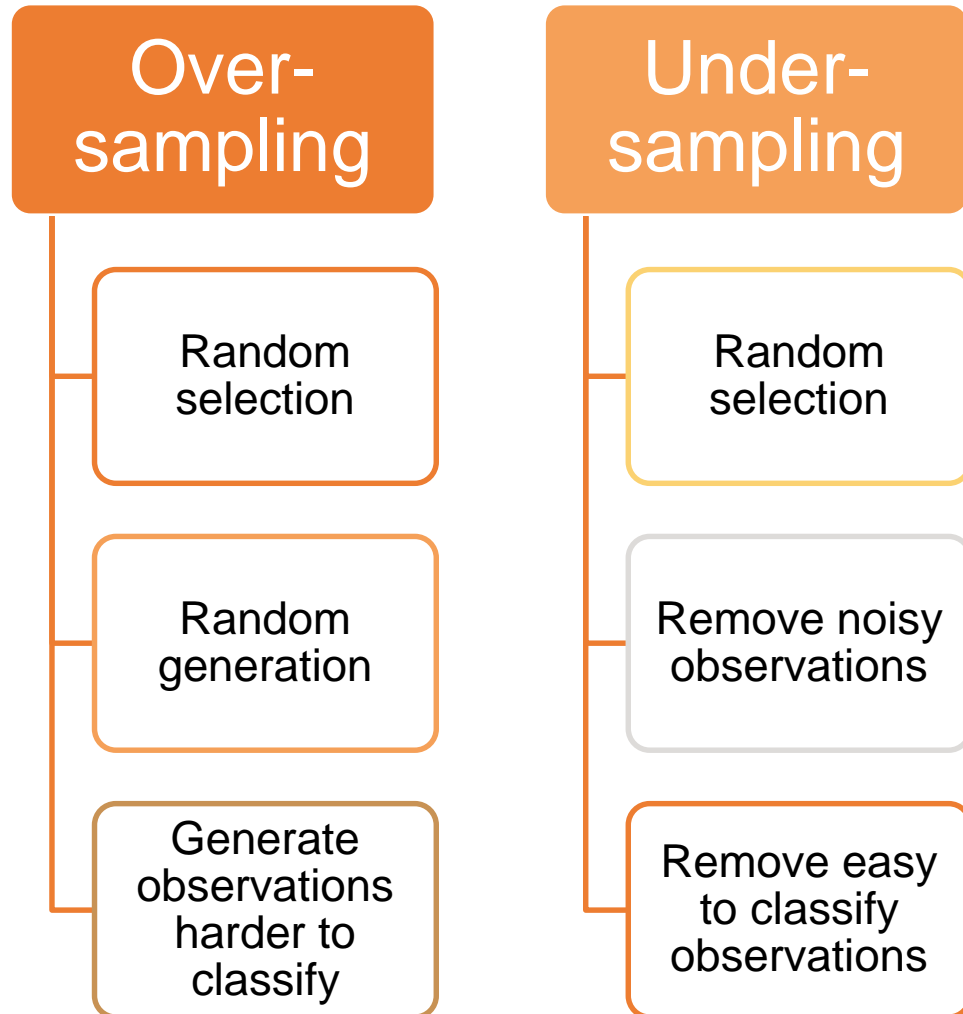 Over-
sampling
Random
selection
Random
generation
Generate
observations
harder to
classify
Under-
sampling
Random
selection
Remove noisy
observations
Remove easy
to classify
observations